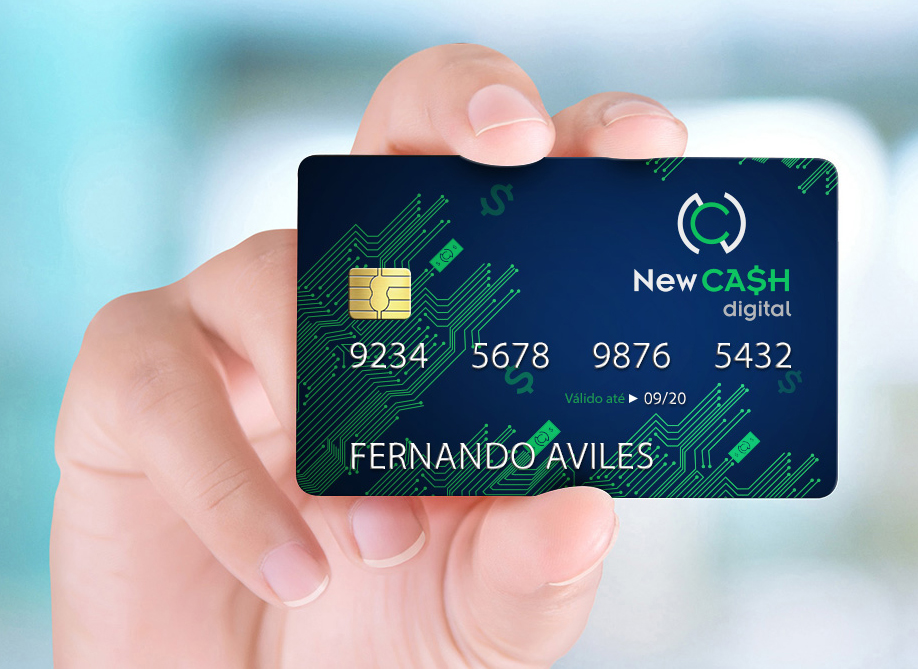 New CA$H
digital
9234 5678 9876 5432
Válido até ▶ 09/20
FERNANDO AVILES